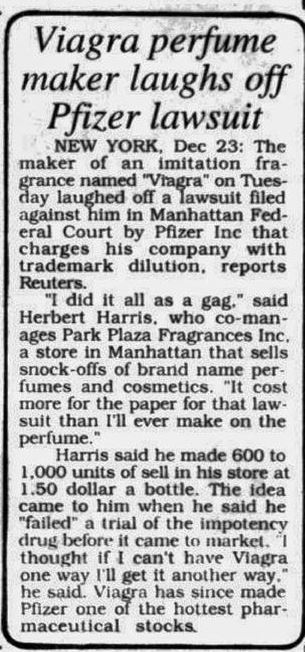 Viagra perfume
maker laughs off
Pfizer lawsuit
NEW YORK, Dec 23: The
maker of an imitation fra-
grance named "Viagra" on Tues-
day laughed off a lawsuit filed
against him in Manhattan Fed-
eral Court by Pfizer Inc that
charges his company with
trademark dilution, reports
Reuters.
"I did it all as a gag," said
Herbert Harris, who co-man-
ages Park Plaza Fragrances Inc.
a store in Manhattan that sells
snock-offs of brand name per-
fumes and cosmetics. "It cost
more for the paper for that law-
suit than I'll ever make on the
perfume."
Harris said he made 600 to
1,000 units of sell in his store at
1.50 dollar a bottle. The idea
came to him when he said he
"failed" a trial of the impotency
drug before it came to market. "I
thought if I can't have Viagra
one way I'll get it another way,"
he said. Viagra has since made
Pfizer one of the hottest phar-
maceutical stocks.